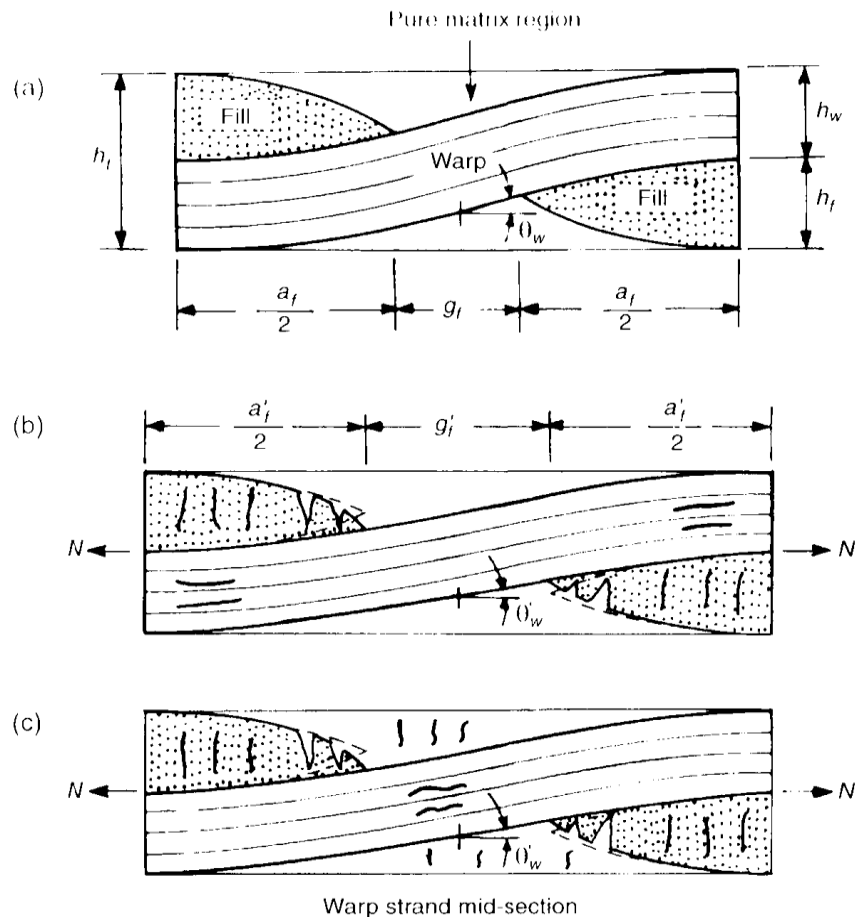 Pure matrix region
(a)
Fill
h_t
Warp
θ_w
Fill
h_w
h_f
a_f/2
g_f
a_f/2
(b)
a'_f/2
g'_f
a'_f/2
N
N
θ'_w
(c)
N
N
θ'_w
Warp strand mid-section